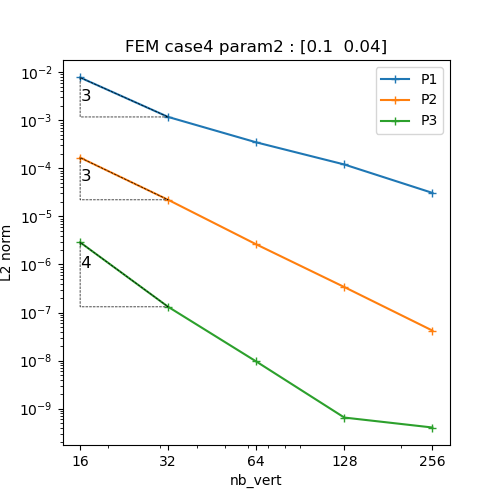 FEM case4 param2 : [0.1  0.04]
P1
P2
P3
10⁻²
10⁻³
10⁻⁴
10⁻⁵
10⁻⁶
10⁻⁷
10⁻⁸
10⁻⁹
3
3
4
L2 norm
16 32 64 128 256
nb_vert